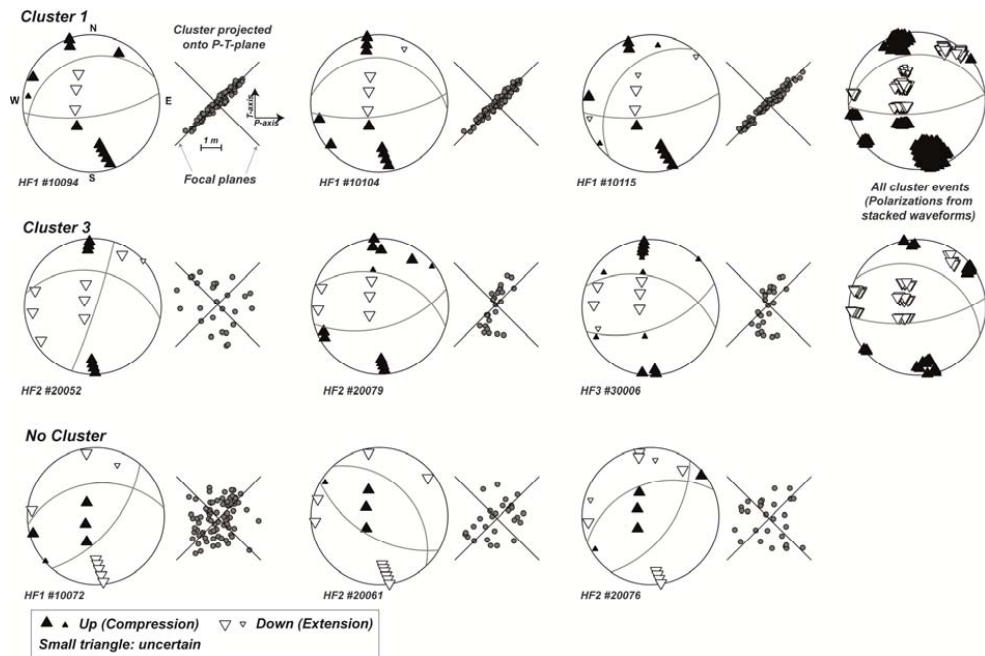 Cluster 1
N
W
E
S
Cluster projected
onto P-T-plane
T-axis
P-axis
1 m
Focal planes
HF1 #10094
HF1 #10104
HF1 #10115
All cluster events
(Polarizations from
stacked waveforms)
Cluster 3
HF2 #20052
HF2 #20079
HF3 #30006
No Cluster
HF1 #10072
HF2 #20061
HF2 #20076
Up (Compression)
Down (Extension)
Small triangle: uncertain